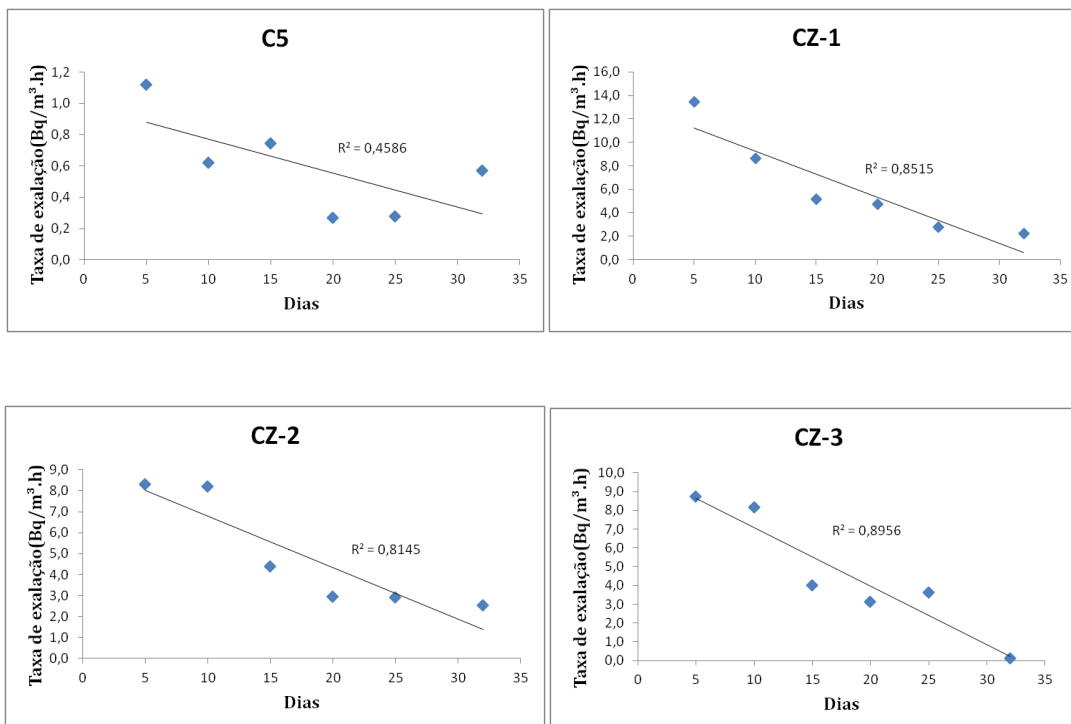 C5
Taxa de exalação(Bq/m³.h)
1,2
1,0
0,8
0,6
0,4
0,2
0,0
R² = 0,4586
0 5 10 15 20 25 30 35
Dias
CZ-1
Taxa de exalação(Bq/m³.h)
16,0
14,0
12,0
10,0
8,0
6,0
4,0
2,0
0,0
R² = 0,8515
0 5 10 15 20 25 30 35
Dias
CZ-2
Taxa de exalação(Bq/m³.h)
9,0
8,0
7,0
6,0
5,0
4,0
3,0
2,0
1,0
0,0
R² = 0,8145
0 5 10 15 20 25 30 35
Dias
CZ-3
Taxa de exalação(Bq/m³.h)
10,0
9,0
8,0
7,0
6,0
5,0
4,0
3,0
2,0
1,0
0,0
R² = 0,8956
0 5 10 15 20 25 30 35
Dias